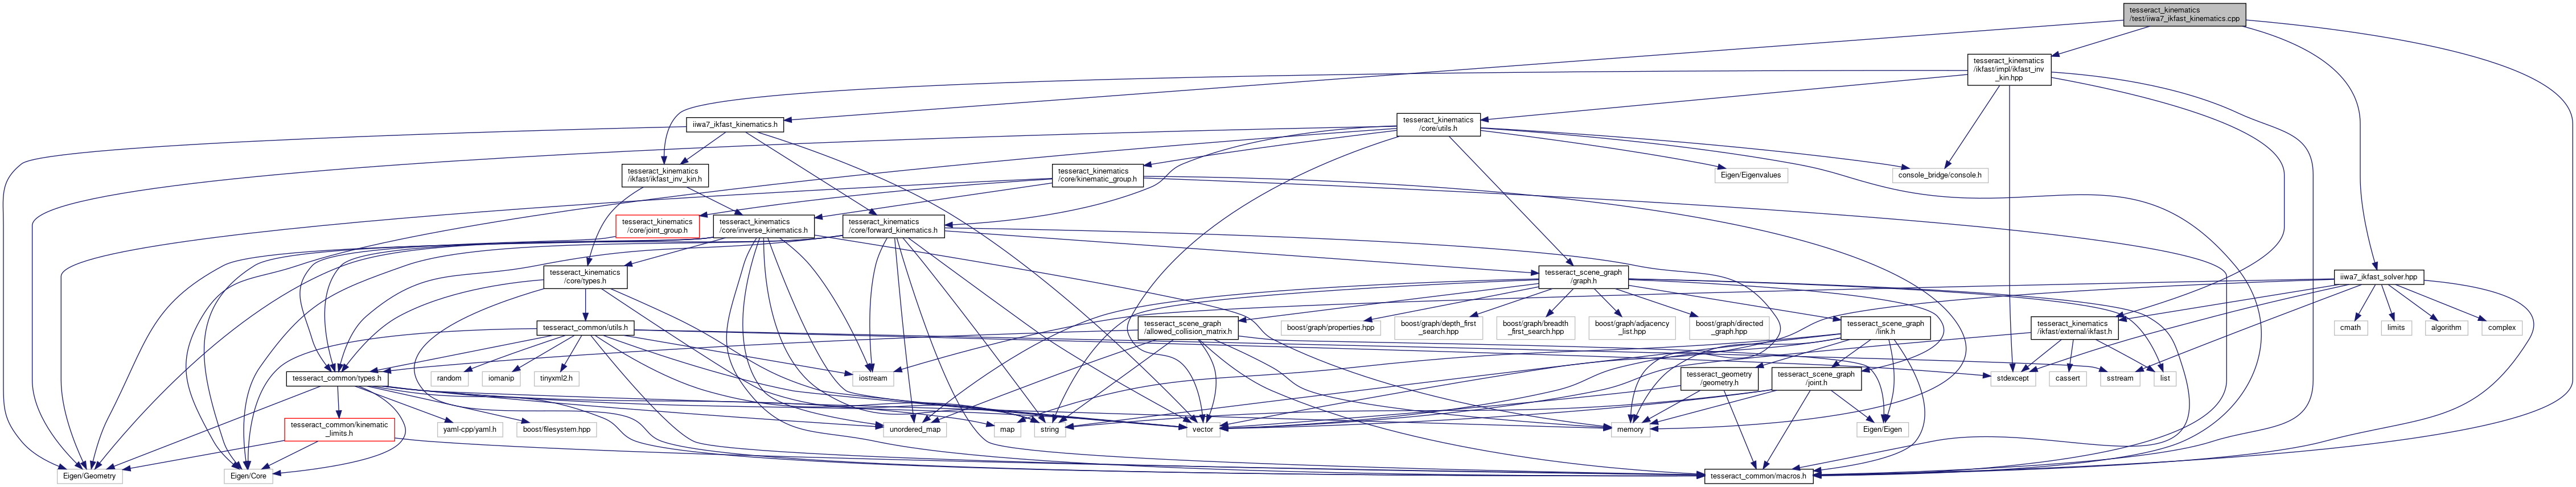 tesseract_kinematics
/test/iiwa7_ikfast_kinematics.cpp
tesseract_kinematics
/ikfast/impl/ikfast_inv
_kin.hpp
iiwa7_ikfast_kinematics.h
tesseract_kinematics
/core/utils.h
tesseract_kinematics
/ikfast/ikfast_inv_kin.h
tesseract_kinematics
/core/kinematic_group.h
Eigen/Eigenvalues
console_bridge/console.h
tesseract_kinematics
/core/joint_group.h
tesseract_kinematics
/core/inverse_kinematics.h
tesseract_kinematics
/core/forward_kinematics.h
tesseract_kinematics
/core/types.h
tesseract_scene_graph
/graph.h
iiwa7_ikfast_solver.hpp
tesseract_common/utils.h
tesseract_scene_graph
/allowed_collision_matrix.h
boost/graph/properties.hpp
boost/graph/depth_first
_search.hpp
boost/graph/breadth
_first_search.hpp
boost/graph/adjacency
_list.hpp
boost/graph/directed
_graph.hpp
tesseract_scene_graph
/link.h
tesseract_kinematics
/ikfast/external/ikfast.h
cmath
limits
algorithm
complex
tesseract_common/types.h
random
iomanip
tinyxml2.h
iostream
tesseract_geometry
/geometry.h
tesseract_scene_graph
/joint.h
stdexcept
cassert
sstream
list
tesseract_common/kinematic
_limits.h
yaml-cpp/yaml.h
boost/filesystem.hpp
unordered_map
map
string
vector
memory
Eigen/Eigen
Eigen/Geometry
Eigen/Core
tesseract_common/macros.h